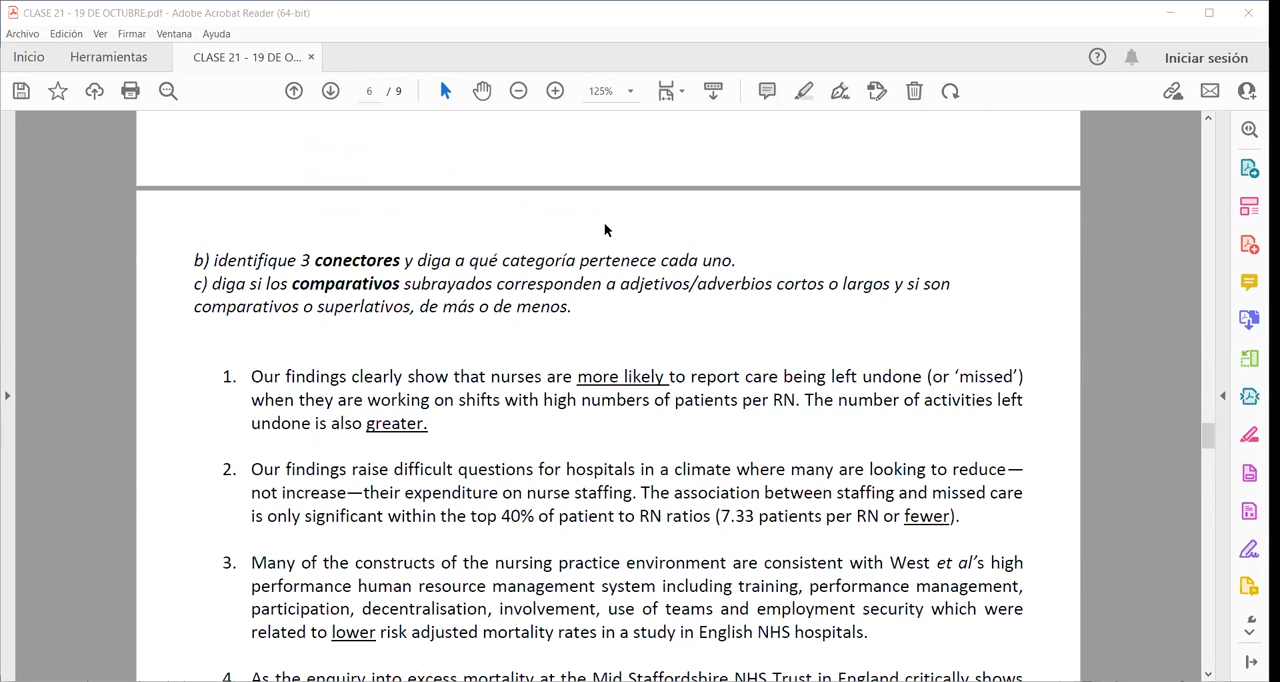 CLASE 21 - 19 DE OCTUBRE.pdf - Adobe Acrobat Reader (64-bit)
Archivo Edición Ver Firmar Ventana Ayuda
Inicio Herramientas CLASE 21 - 19 DE O... × Iniciar sesión
6 / 9 125%
b) identifique 3 conectores y diga a qué categoría pertenece cada uno.
c) diga si los comparativos subrayados corresponden a adjetivos/adverbios cortos o largos y si son
comparativos o superlativos, de más o de menos.
1. Our findings clearly show that nurses are more likely to report care being left undone (or ‘missed’)
when they are working on shifts with high numbers of patients per RN. The number of activities left
undone is also greater.
2. Our findings raise difficult questions for hospitals in a climate where many are looking to reduce—
not increase—their expenditure on nurse staffing. The association between staffing and missed care
is only significant within the top 40% of patient to RN ratios (7.33 patients per RN or fewer).
3. Many of the constructs of the nursing practice environment are consistent with West et al’s high
performance human resource management system including training, performance management,
participation, decentralisation, involvement, use of teams and employment security which were
related to lower risk adjusted mortality rates in a study in English NHS hospitals.
4. As the enquiry into excess mortality at the Mid Staffordshire NHS Trust in England critically shows